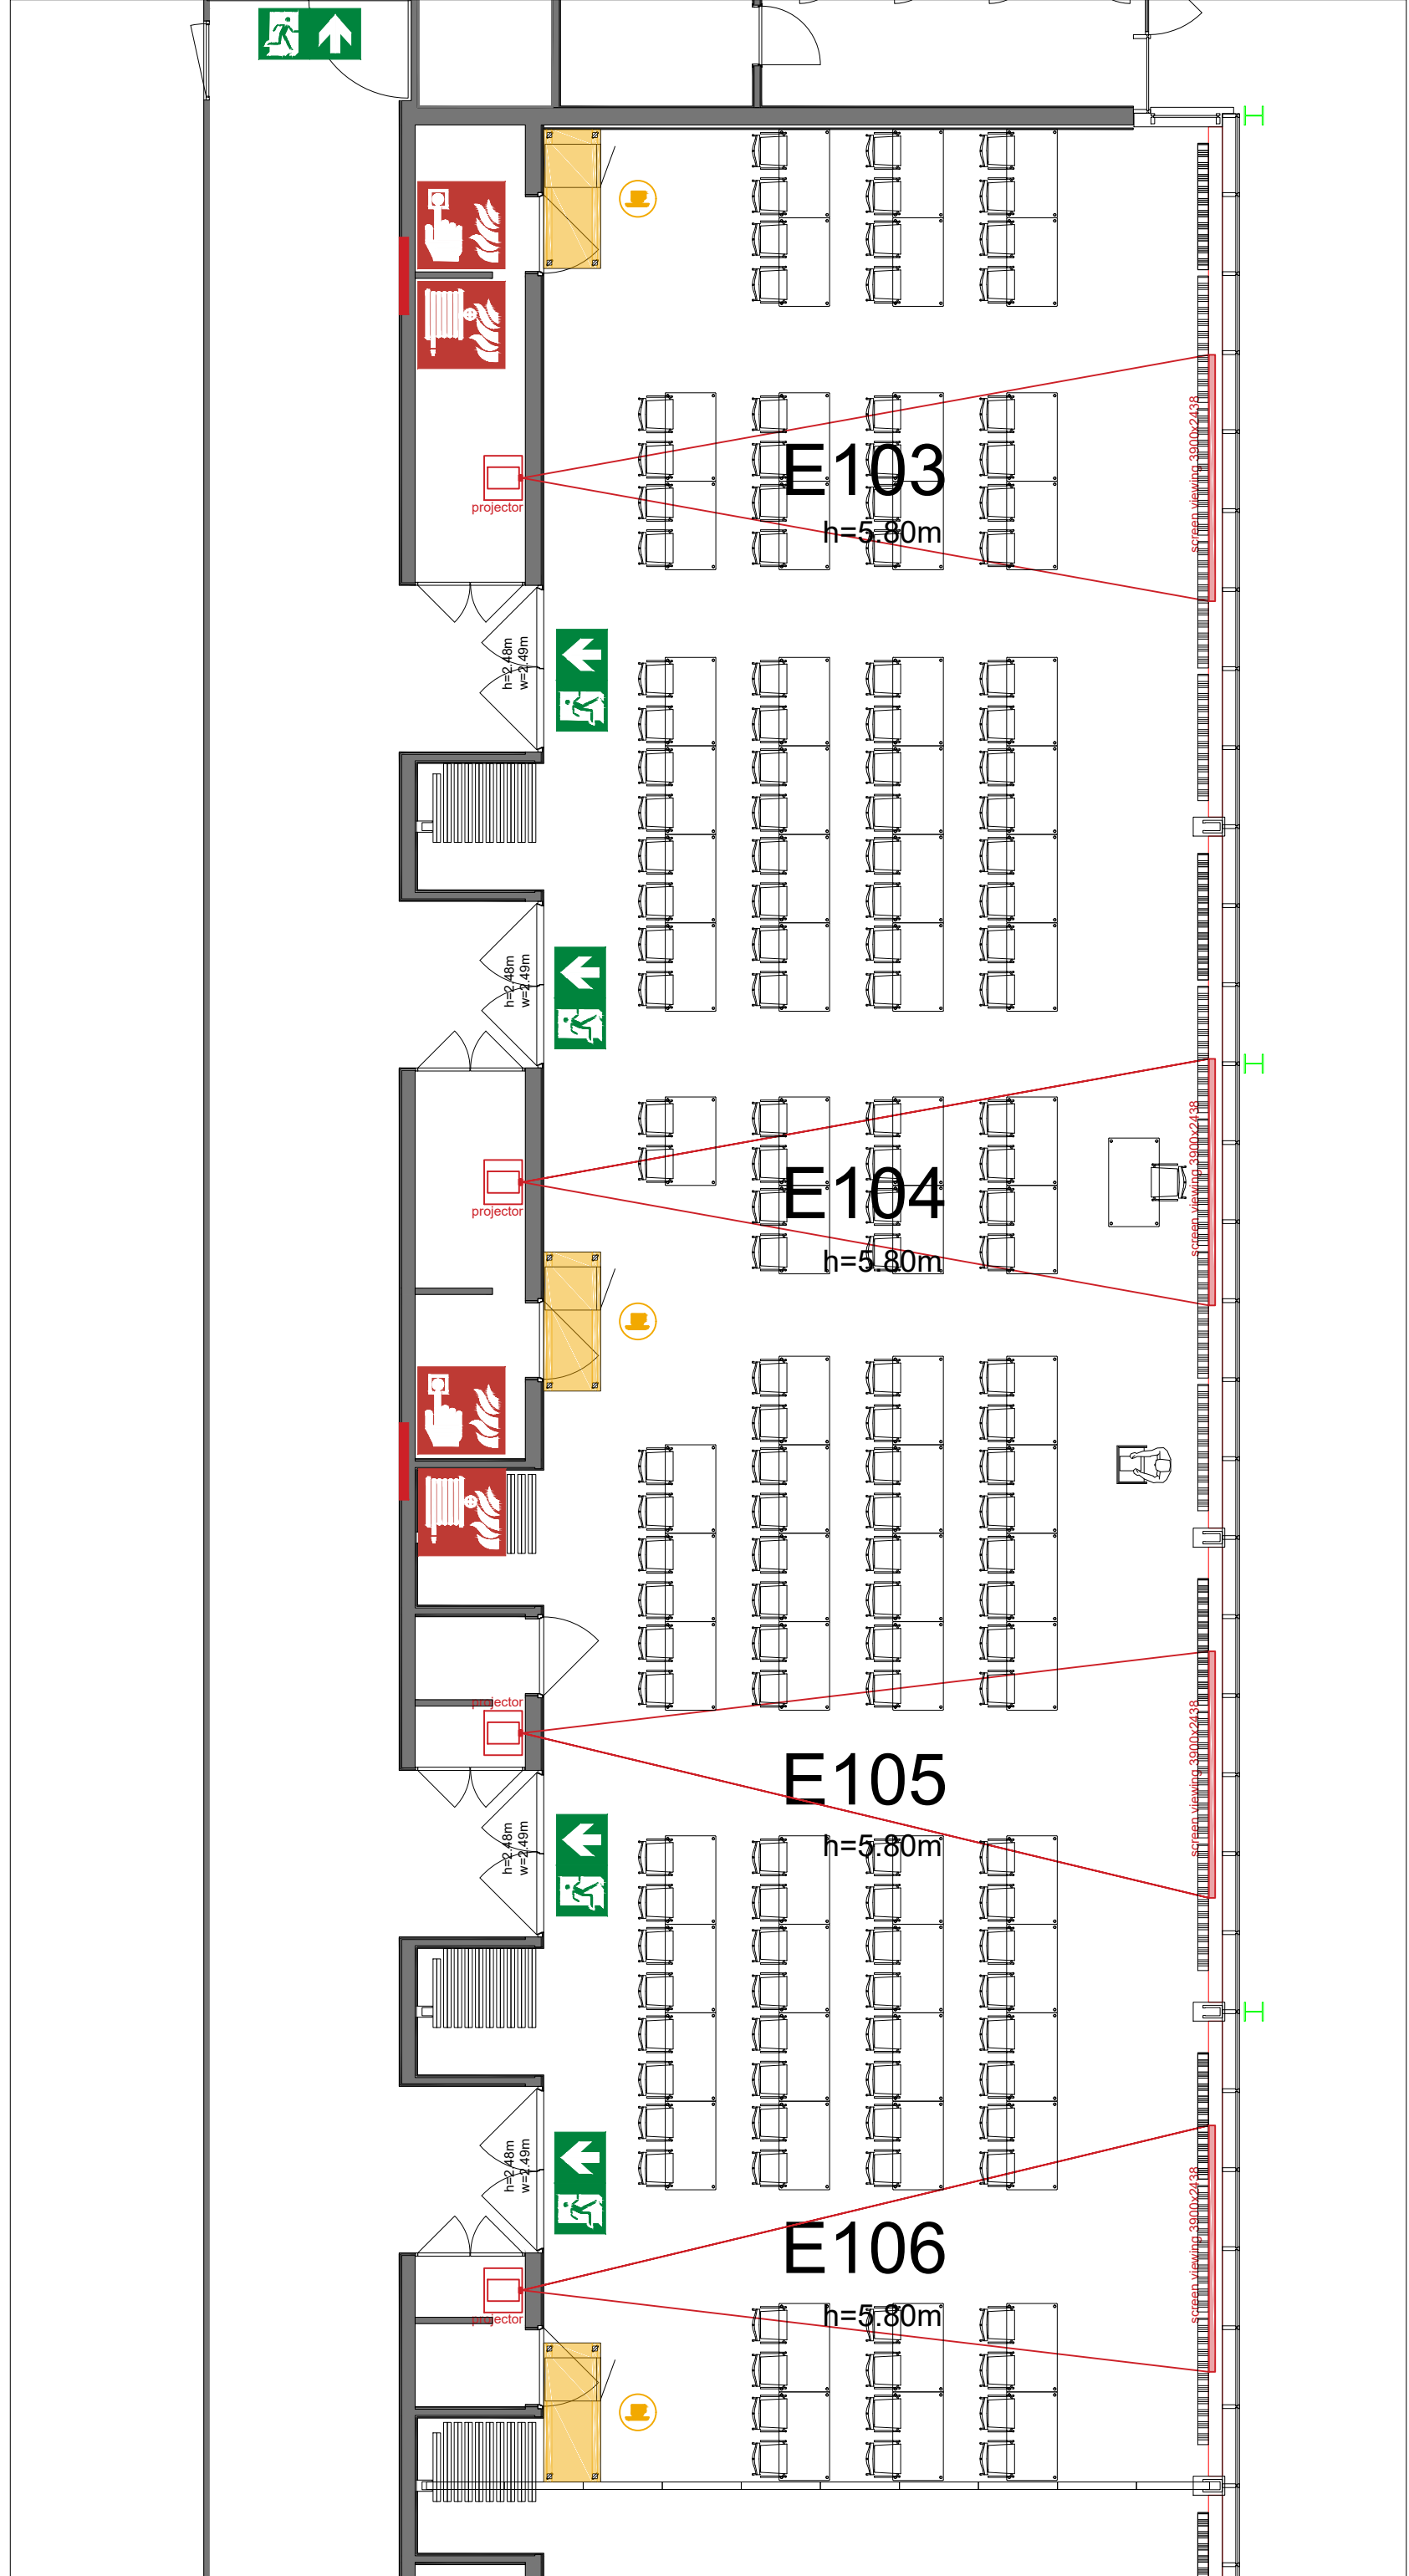 E103
h=5.80m
projector
screen viewing 3900x2438
h=2.48m
w=2.49m
h=2.48m
w=2.49m
E104
h=5.80m
projector
screen viewing 3900x2438
projector
E105
h=5.80m
screen viewing 3900x2438
h=2.48m
w=2.49m
h=2.48m
w=2.49m
E106
h=5.80m
projector
screen viewing 3900x2438